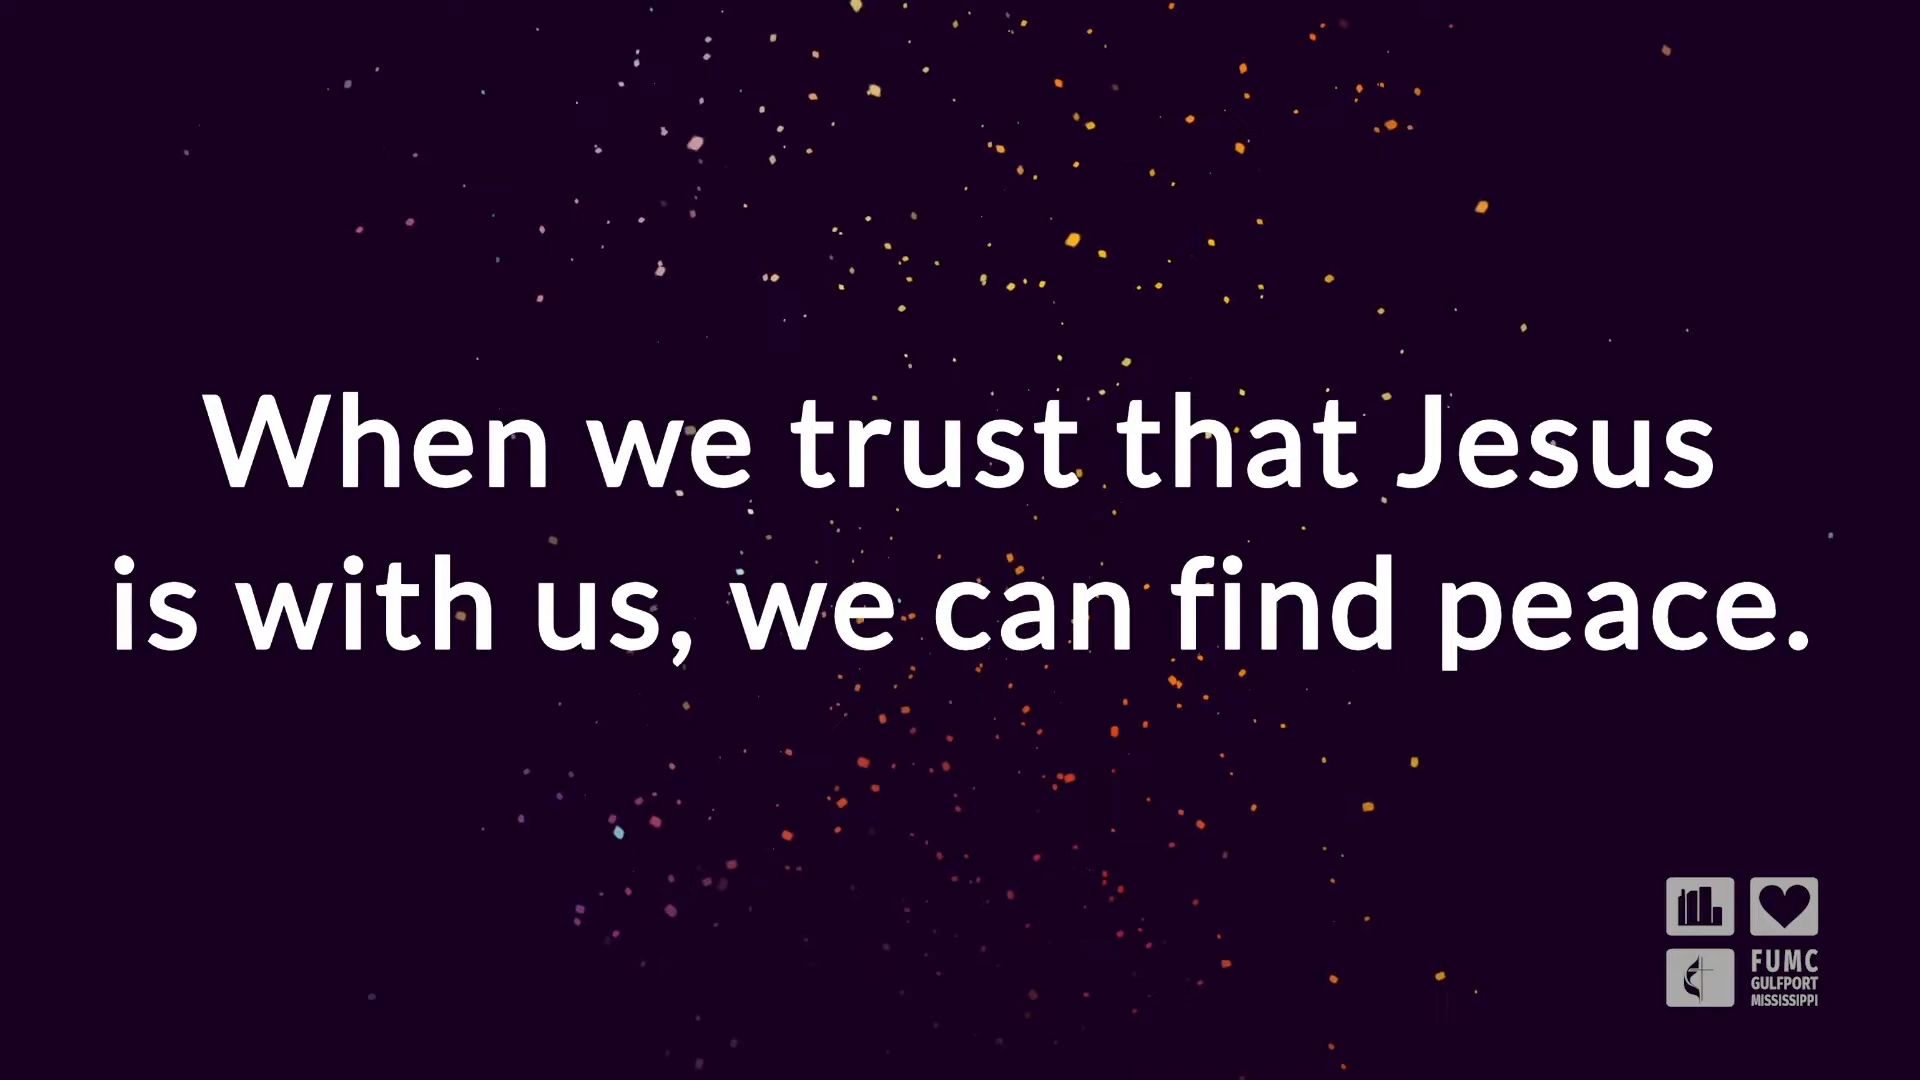 When we trust that Jesus
is with us, we can find peace.
FUMC
GULFPORT
MISSISSIPPI